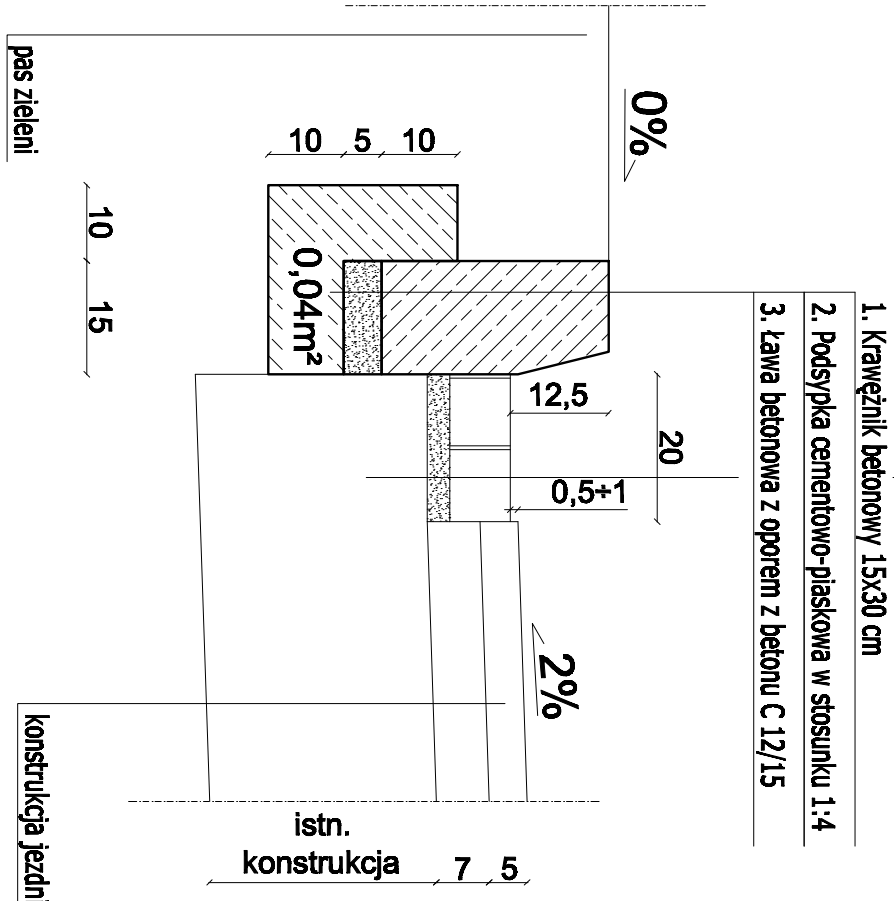 1. Krawężnik betonowy 15x30 cm
2. Podsypka cementowo-piaskowa w stosunku 1:4
3. Ława betonowa z oporem z betonu C 12/15
pas zieleni
0%
10 5 10
10
15
0,04m²
12,5
20
0,5÷1
2%
konstrukcja jezdni
istn.
konstrukcja
7
5